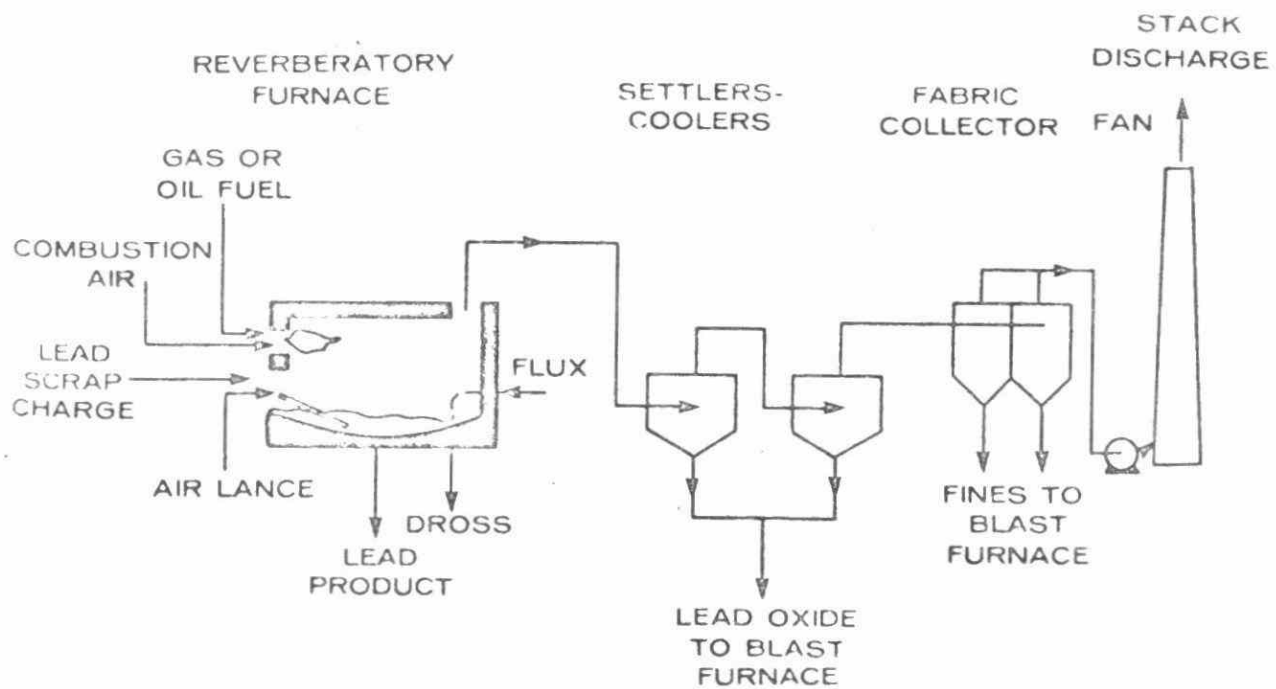 STACK
DISCHARGE
REVERBERATORY
FURNACE
SETTLERS-
COOLERS
FABRIC
COLLECTOR
FAN
GAS OR
OIL FUEL
COMBUSTION
AIR
LEAD
SCRAP
CHARGE
FLUX
AIR LANCE
DROSS
LEAD
PRODUCT
FINES TO
BLAST
FURNACE
LEAD OXIDE
TO BLAST
FURNACE